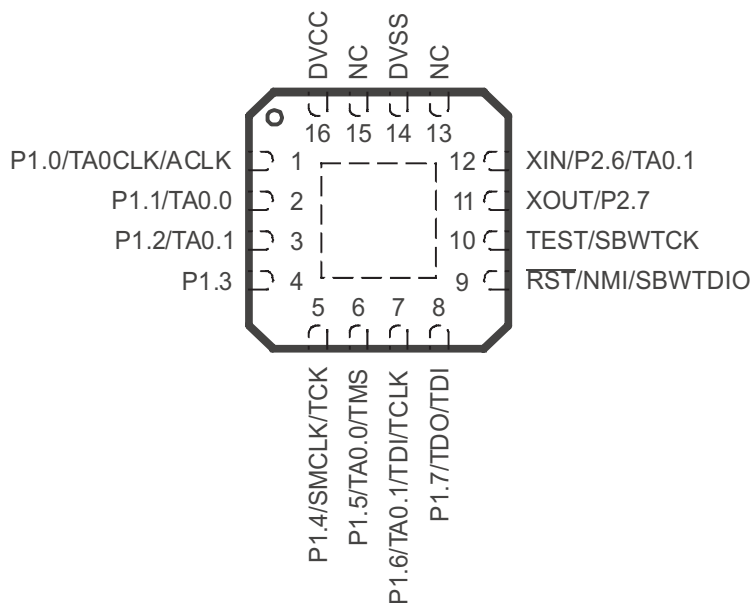 DVCC
NC
DVSS
NC
16
15
14
13
P1.0/TA0CLK/ACLK
1
12
XIN/P2.6/TA0.1
P1.1/TA0.0
2
11
XOUT/P2.7
P1.2/TA0.1
3
10
TEST/SBWTCK
P1.3
4
9
RST/NMI/SBWTDIO
5
6
7
8
P1.4/SMCLK/TCK
P1.5/TA0.0/TMS
P1.6/TA0.1/TDI/TCLK
P1.7/TDO/TDI